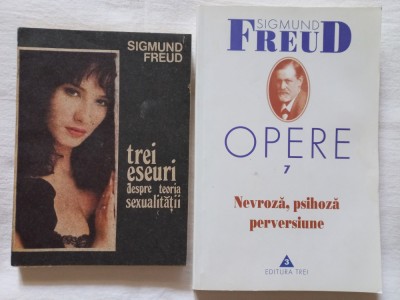 SIGMUND
FREUD
trei
eseuri
despre teoria
sexualității
SIGMUND
FREUD
OPERE
7
Nevroză, psihoză
perversiune
3
EDITURA TREI